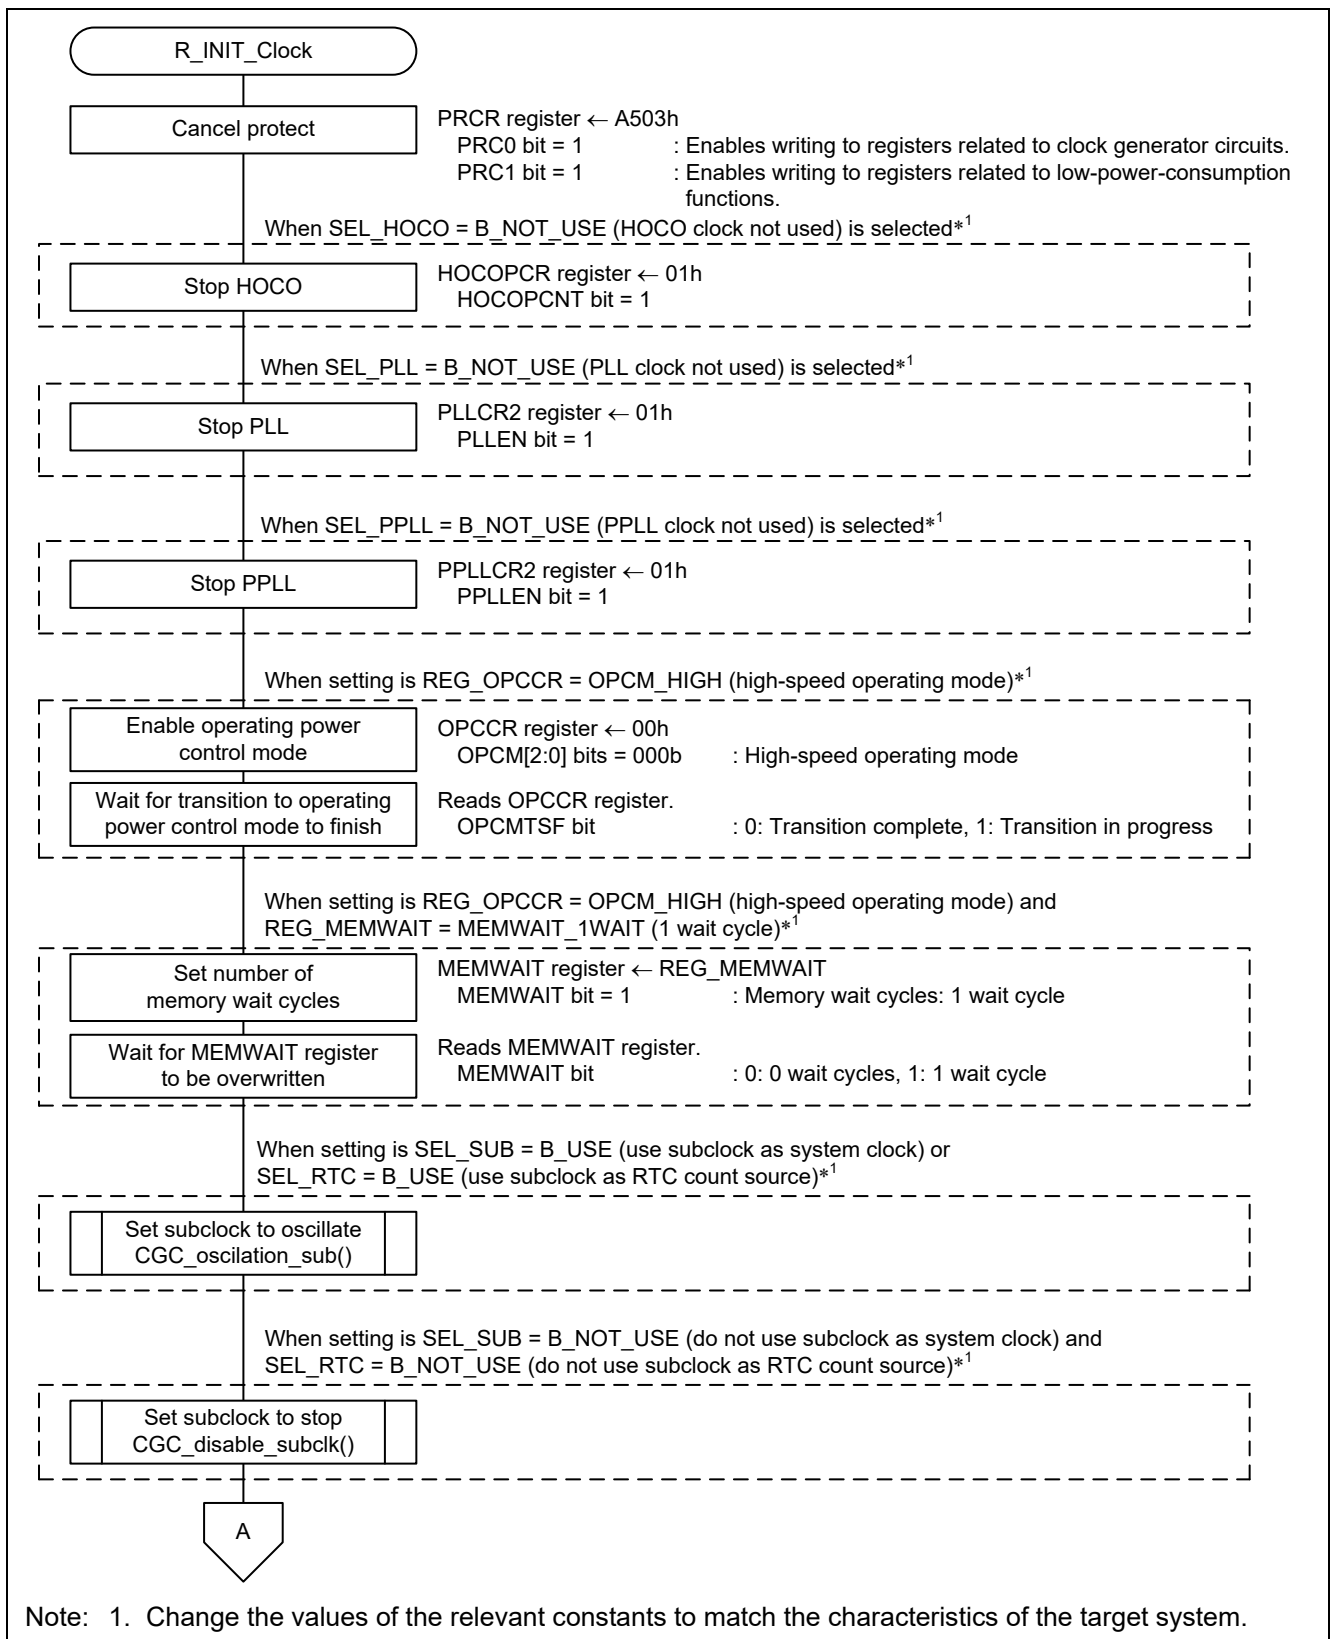 R_INIT_Clock
Cancel protect
PRCR register ← A503h
PRC0 bit = 1 : Enables writing to registers related to clock generator circuits.
PRC1 bit = 1 : Enables writing to registers related to low-power-consumption
functions.
When SEL_HOCO = B_NOT_USE (HOCO clock not used) is selected*1
Stop HOCO
HOCOPCR register ← 01h
HOCOPCNT bit = 1
When SEL_PLL = B_NOT_USE (PLL clock not used) is selected*1
Stop PLL
PLLCR2 register ← 01h
PLLEN bit = 1
When SEL_PPLL = B_NOT_USE (PPLL clock not used) is selected*1
Stop PPLL
PPLLCR2 register ← 01h
PPLLEN bit = 1
When setting is REG_OPCCR = OPCM_HIGH (high-speed operating mode)*1
Enable operating power
control mode
OPCCR register ← 00h
OPCM[2:0] bits = 000b : High-speed operating mode
Wait for transition to operating
power control mode to finish
Reads OPCCR register.
OPCMTSF bit : 0: Transition complete, 1: Transition in progress
When setting is REG_OPCCR = OPCM_HIGH (high-speed operating mode) and
REG_MEMWAIT = MEMWAIT_1WAIT (1 wait cycle)*1
Set number of
memory wait cycles
MEMWAIT register ← REG_MEMWAIT
MEMWAIT bit = 1 : Memory wait cycles: 1 wait cycle
Wait for MEMWAIT register
to be overwritten
Reads MEMWAIT register.
MEMWAIT bit : 0: 0 wait cycles, 1: 1 wait cycle
When setting is SEL_SUB = B_USE (use subclock as system clock) or
SEL_RTC = B_USE (use subclock as RTC count source)*1
Set subclock to oscillate
CGC_oscilation_sub()
When setting is SEL_SUB = B_NOT_USE (do not use subclock as system clock) and
SEL_RTC = B_NOT_USE (do not use subclock as RTC count source)*1
Set subclock to stop
CGC_disable_subclk()
A
Note: 1. Change the values of the relevant constants to match the characteristics of the target system.